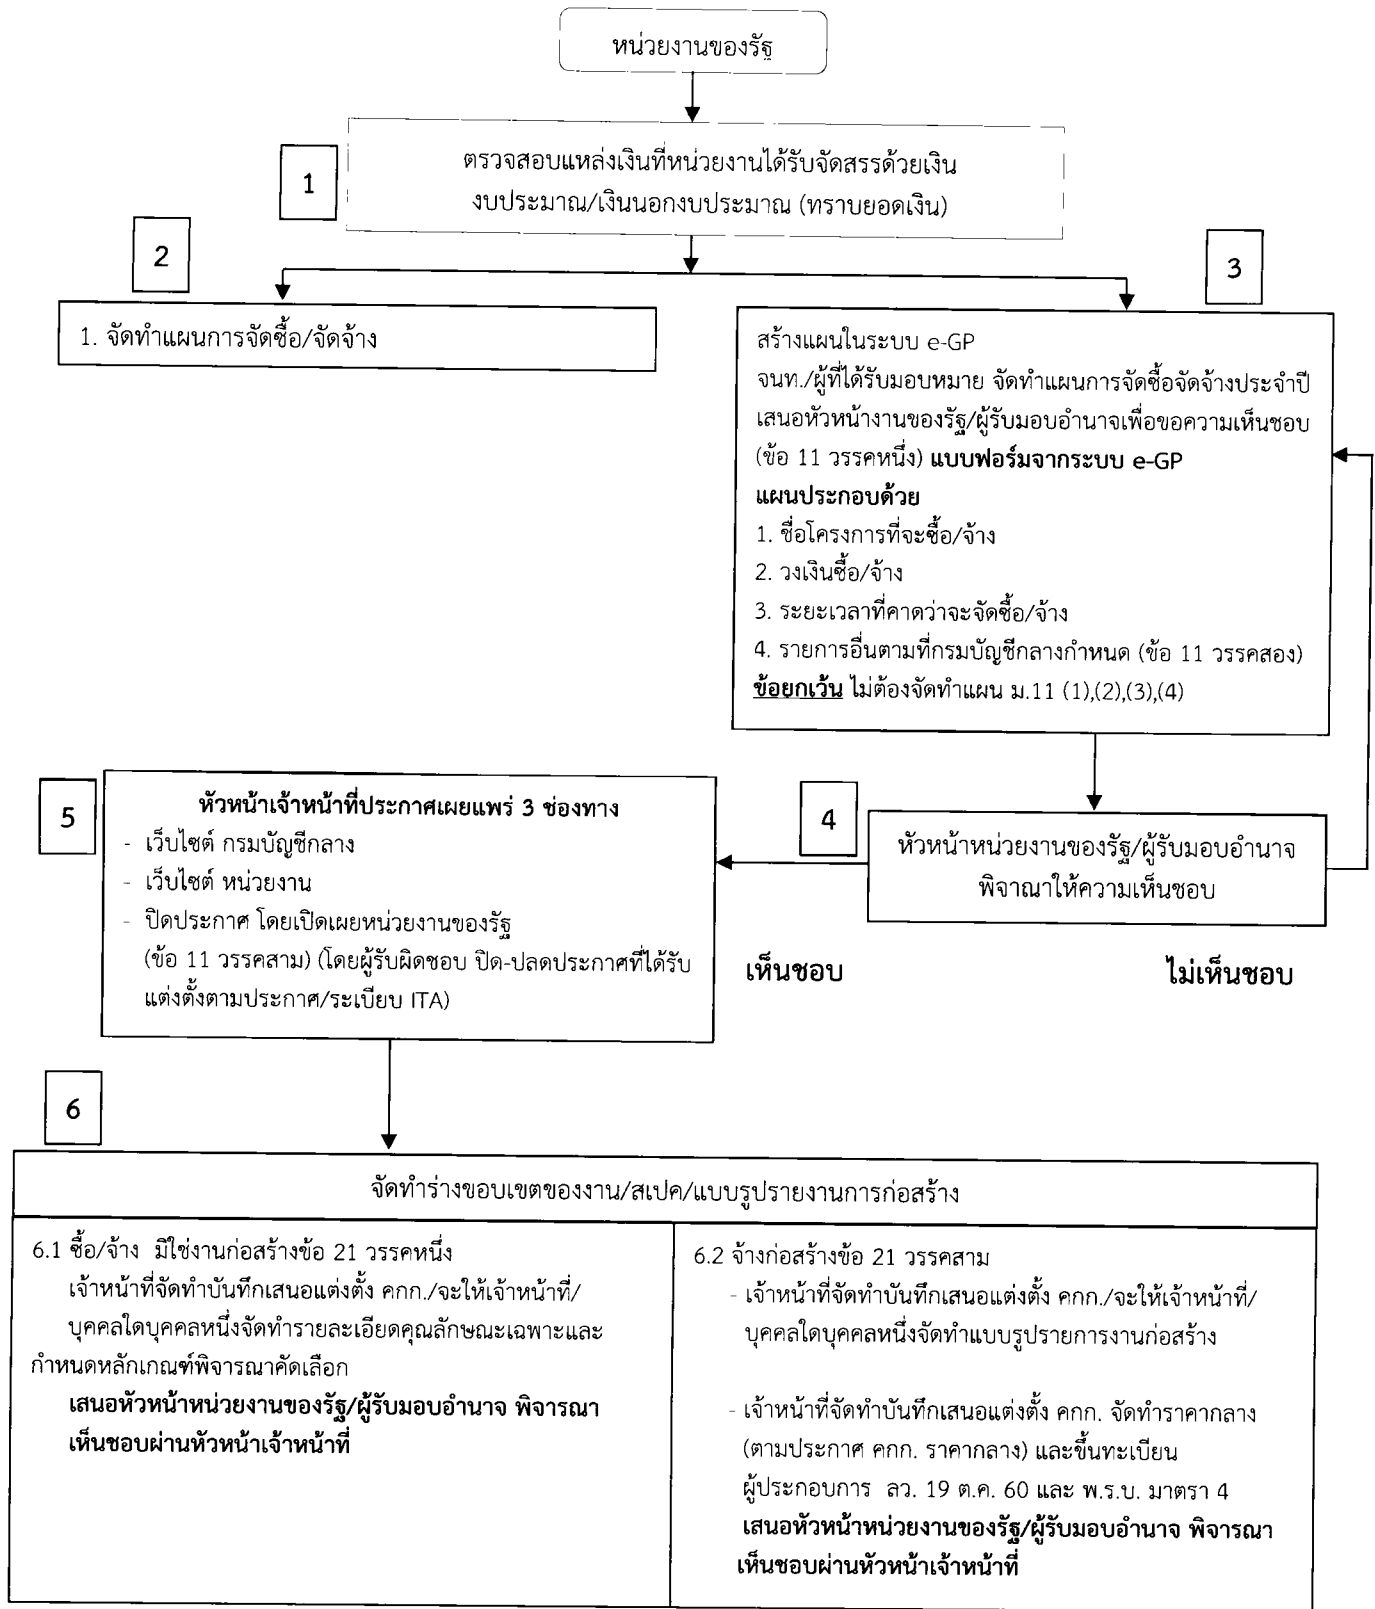 หน่วยงานของรัฐ
1
ตรวจสอบแหล่งเงินที่หน่วยงานได้รับจัดสรรด้วยเงิน
งบประมาณ/เงินนอกงบประมาณ (ทราบยอดเงิน)
2
1. จัดทำแผนการจัดซื้อ/จัดจ้าง
3
สร้างแผนในระบบ e-GP
จนท./ผู้ที่ได้รับมอบหมาย จัดทำแผนการจัดซื้อจัดจ้างประจำปี
เสนอหัวหน้างานของรัฐ/ผู้รับมอบอำนาจเพื่อขอความเห็นชอบ
(ข้อ 11 วรรคหนึ่ง) แบบฟอร์มจากระบบ e-GP
แผนประกอบด้วย
1. ชื่อโครงการที่จะซื้อ/จ้าง
2. วงเงินซื้อ/จ้าง
3. ระยะเวลาที่คาดว่าจะจัดซื้อ/จ้าง
4. รายการอื่นตามที่กรมบัญชีกลางกำหนด (ข้อ 11 วรรคสอง)
ข้อยกเว้น ไม่ต้องจัดทำแผน ม.11 (1),(2),(3),(4)
4
หัวหน้าหน่วยงานของรัฐ/ผู้รับมอบอำนาจ
พิจาณาให้ความเห็นชอบ
เห็นชอบ
ไม่เห็นชอบ
5
หัวหน้าเจ้าหน้าที่ประกาศเผยแพร่ 3 ช่องทาง
- เว็บไซต์ กรมบัญชีกลาง
- เว็บไซต์ หน่วยงาน
- ปิดประกาศ โดยเปิดเผยหน่วยงานของรัฐ
(ข้อ 11 วรรคสาม) (โดยผู้รับผิดชอบ ปิด-ปลดประกาศที่ได้รับ
แต่งตั้งตามประกาศ/ระเบียบ ITA)
6
จัดทำร่างขอบเขตของงาน/สเปค/แบบรูปรายงานการก่อสร้าง
6.1 ซื้อ/จ้าง มิใช่งานก่อสร้างข้อ 21 วรรคหนึ่ง
เจ้าหน้าที่จัดทำบันทึกเสนอแต่งตั้ง คกก./จะให้เจ้าหน้าที่/
บุคคลใดบุคคลหนึ่งจัดทำรายละเอียดคุณลักษณะเฉพาะและ
กำหนดหลักเกณฑ์พิจารณาคัดเลือก
เสนอหัวหน้าหน่วยงานของรัฐ/ผู้รับมอบอำนาจ พิจารณา
เห็นชอบผ่านหัวหน้าเจ้าหน้าที่
6.2 จ้างก่อสร้างข้อ 21 วรรคสาม
- เจ้าหน้าที่จัดทำบันทึกเสนอแต่งตั้ง คกก./จะให้เจ้าหน้าที่/
บุคคลใดบุคคลหนึ่งจัดทำแบบรูปรายการงานก่อสร้าง
- เจ้าหน้าที่จัดทำบันทึกเสนอแต่งตั้ง คกก. จัดทำราคากลาง
(ตามประกาศ คกก. ราคากลาง) และขึ้นทะเบียน
ผู้ประกอบการ ลว. 19 ต.ค. 60 และ พ.ร.บ. มาตรา 4
เสนอหัวหน้าหน่วยงานของรัฐ/ผู้รับมอบอำนาจ พิจารณา
เห็นชอบผ่านหัวหน้าเจ้าหน้าที่